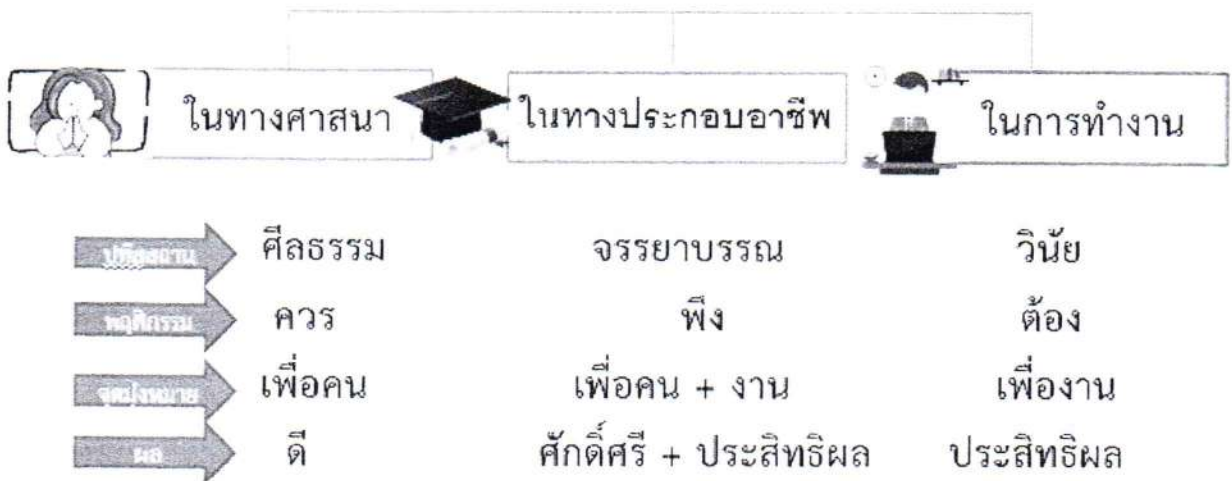 ในทางศาสนา ในทางประกอบอาชีพ ในการทำงาน
ศีลธรรม จรรยาบรรณ วินัย
พฤติกรรม ควร พึง ต้อง
จุดมุ่งหมาย เพื่อคน เพื่อคน + งาน เพื่องาน
ผล ดี ศักดิ์ศรี + ประสิทธิผล ประสิทธิผล